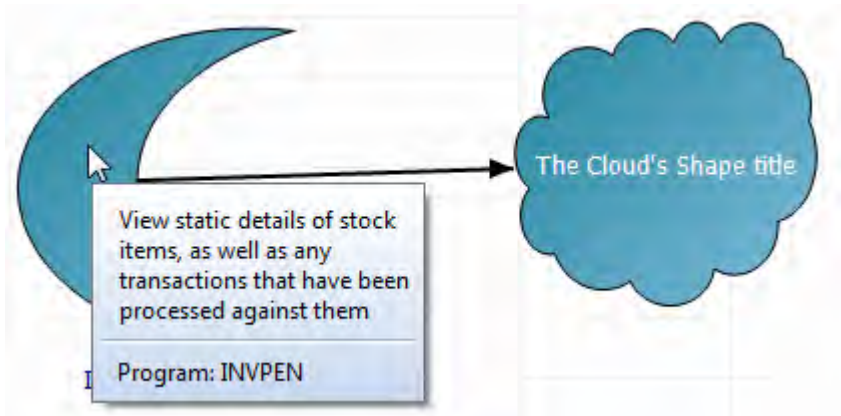 The Cloud's Shape title
View static details of stock
items, as well as any
transactions that have been
processed against them
Program: INVPEN